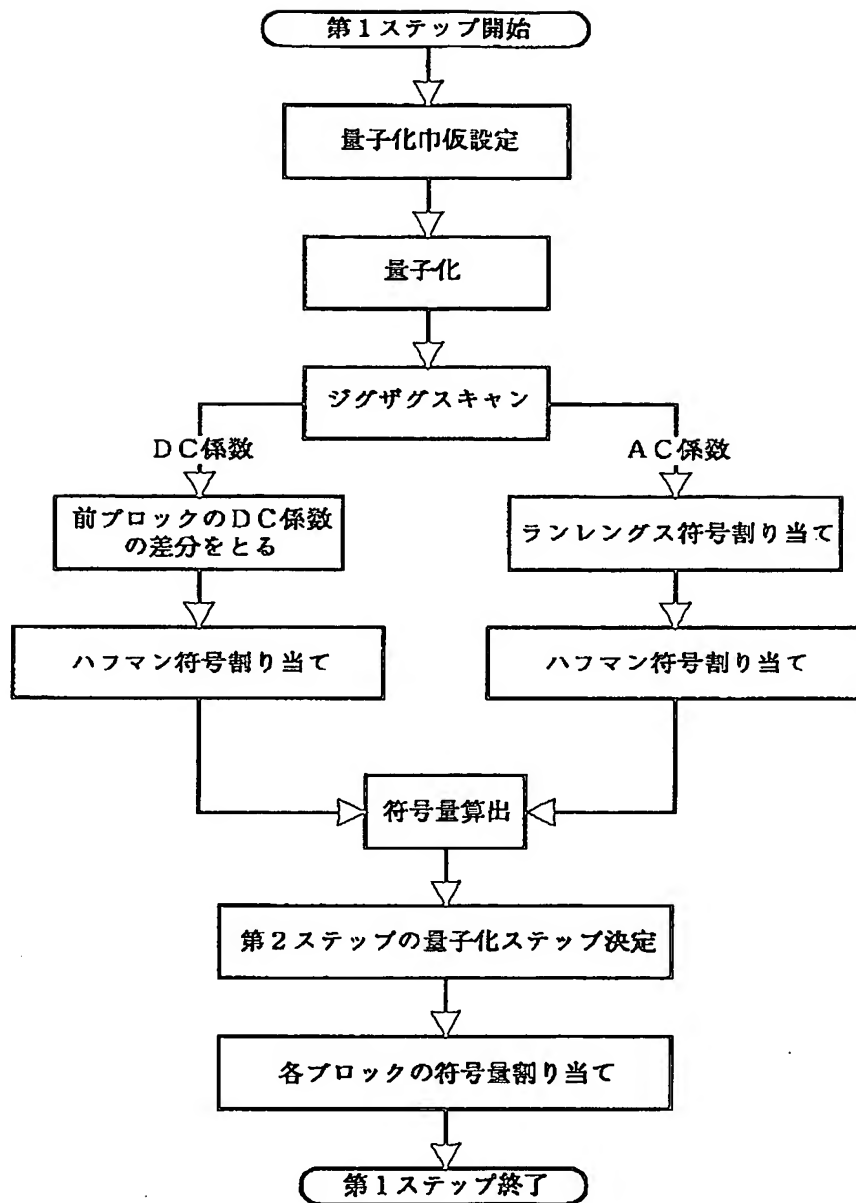 第1ステップ開始
量子化巾仮設定
量子化
ジグザグスキャン
DC係数
AC係数
前ブロックのDC係数
の差分をとる
ランレングス符号割り当て
ハフマン符号割り当て
ハフマン符号割り当て
符号量算出
第2ステップの量子化ステップ決定
各ブロックの符号量割り当て
第1ステップ終了